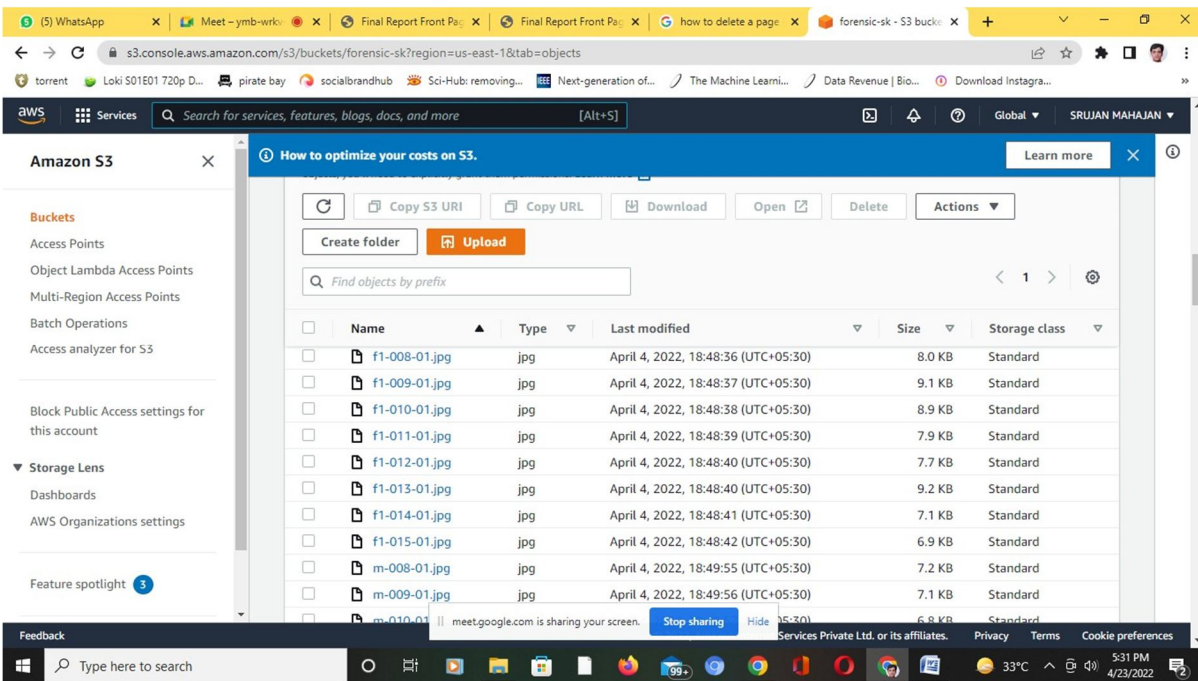 (5) WhatsApp
Meet – ymb-wrkv
Final Report Front Pag
Final Report Front Pag
how to delete a page
forensic-sk - S3 bucke
s3.console.aws.amazon.com/s3/buckets/forensic-sk?region=us-east-1&tab=objects
torrent Loki S01E01 720p D... pirate bay socialbrandhub Sci-Hub: removing... IEEE Next-generation of... The Machine Learni... Data Revenue | Bio... Download Instagra... »
aws Services Search for services, features, blogs, docs, and more [Alt+S] Global SRUJAN MAHAJAN
Amazon S3
Buckets
Access Points
Object Lambda Access Points
Multi-Region Access Points
Batch Operations
Access analyzer for S3
Block Public Access settings for
this account
Storage Lens
Dashboards
AWS Organizations settings
Feature spotlight 3
How to optimize your costs on S3. Learn more
Copy S3 URI Copy URL Download Open Delete Actions
Create folder Upload
Find objects by prefix 1
Name Type Last modified Size Storage class
f1-008-01.jpg jpg April 4, 2022, 18:48:36 (UTC+05:30) 8.0 KB Standard
f1-009-01.jpg jpg April 4, 2022, 18:48:37 (UTC+05:30) 9.1 KB Standard
f1-010-01.jpg jpg April 4, 2022, 18:48:38 (UTC+05:30) 8.9 KB Standard
f1-011-01.jpg jpg April 4, 2022, 18:48:39 (UTC+05:30) 7.9 KB Standard
f1-012-01.jpg jpg April 4, 2022, 18:48:40 (UTC+05:30) 7.7 KB Standard
f1-013-01.jpg jpg April 4, 2022, 18:48:40 (UTC+05:30) 9.2 KB Standard
f1-014-01.jpg jpg April 4, 2022, 18:48:41 (UTC+05:30) 7.1 KB Standard
f1-015-01.jpg jpg April 4, 2022, 18:48:42 (UTC+05:30) 6.9 KB Standard
m-008-01.jpg jpg April 4, 2022, 18:49:55 (UTC+05:30) 7.2 KB Standard
m-009-01.jpg jpg April 4, 2022, 18:49:56 (UTC+05:30) 7.1 KB Standard
m-010-01 05:30) 6.8 KB Standard
meet.google.com is sharing your screen. Stop sharing Hide
Feedback Services Private Ltd. or its affiliates. Privacy Terms Cookie preferences
Type here to search 99+ 33°C 5:31 PM
4/23/2022 2